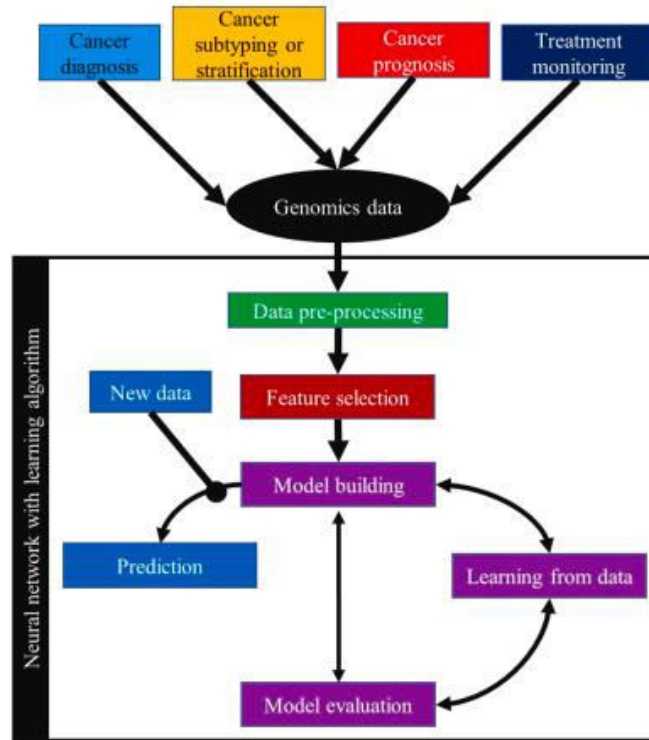 Cancer
diagnosis
Cancer
subtyping or
stratification
Cancer
prognosis
Treatment
monitoring
Genomics data
Neural network with learning algorithm
Data pre-processing
New data
Feature selection
Model building
Prediction
Learning from data
Model evaluation